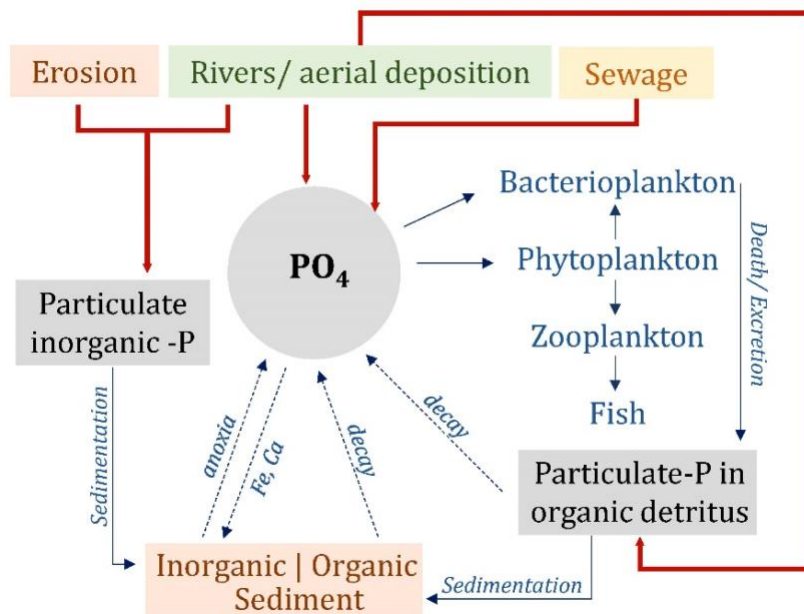 Erosion
Rivers/ aerial deposition
Sewage
Bacterioplankton
PO₄
Phytoplankton
Death/ Excretion
Particulate
inorganic -P
Zooplankton
Fish
Sedimentation
anoxia
Fe, Ca
decay
decay
Particulate-P in
organic detritus
Inorganic | Organic
Sediment
Sedimentation